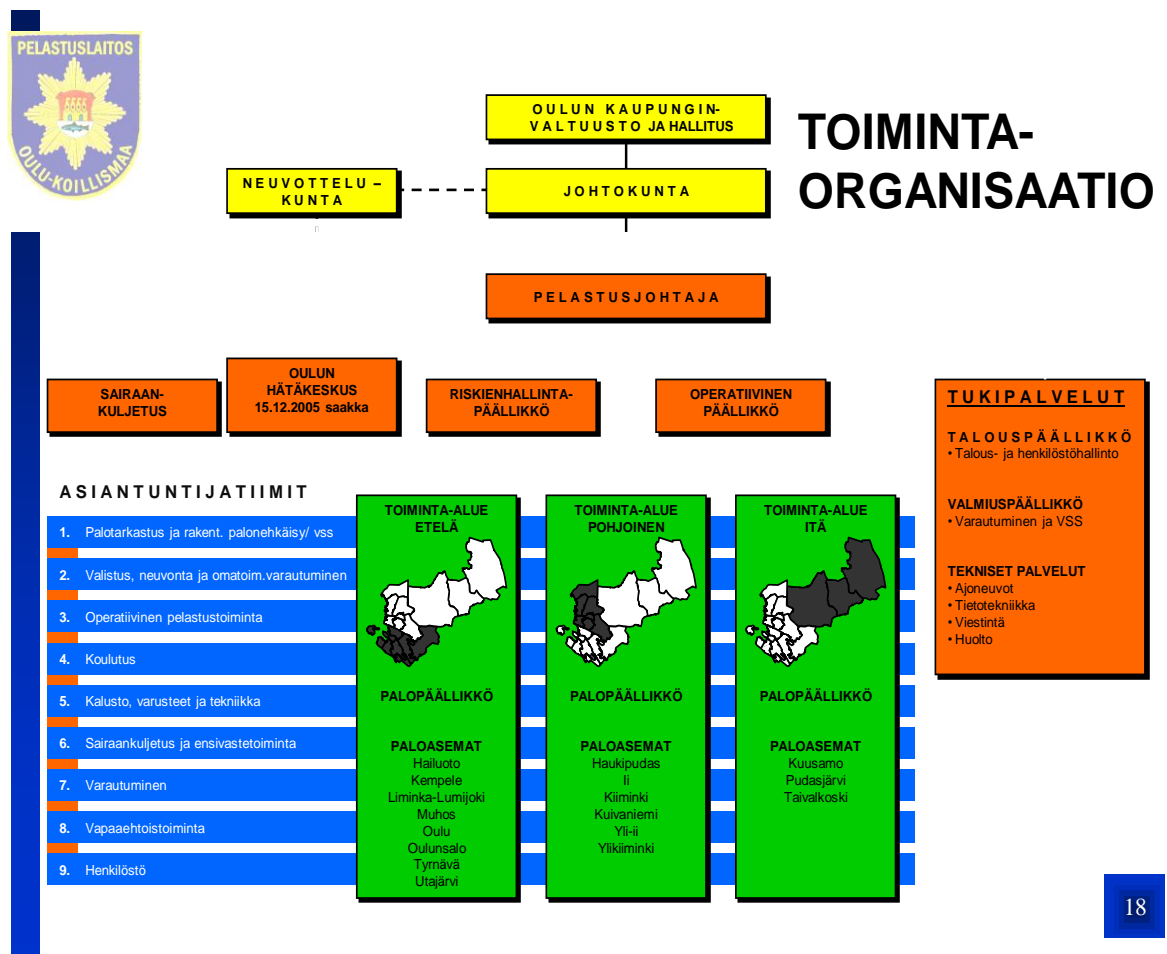 PELASTUSLAITOS
OULU-KOILLISMAA
TOIMINTA-
ORGANISAATIO
OULUN KAUPUNGIN-
VALTUUSTO JA HALLITUS
NEUVOTTELU –
KUNTA
JOHTOKUNTA
PELASTUSJOHTAJA
SAIRAAN-
KULJETUS
OULUN
HÄTÄKESKUS
15.12.2005 saakka
RISKIENHALLINTA-
PÄÄLLIKKÖ
OPERATIIVINEN
PÄÄLLIKKÖ
TUKIPALVELUT
TALOUSPÄÄLLIKKÖ
• Talous- ja henkilöstöhallinto
VALMIUSPÄÄLLIKKÖ
• Varautuminen ja VSS
TEKNISET PALVELUT
• Ajoneuvot
• Tietotekniikka
• Viestintä
• Huolto
ASIANTUNTIJATIIMIT
1. Palotarkastus ja rakent. palonehkäisy/ vss
2. Valistus, neuvonta ja omatoim.varautuminen
3. Operatiivinen pelastustoiminta
4. Koulutus
5. Kalusto, varusteet ja tekniikka
6. Sairaankuljetus ja ensivastetoiminta
7. Varautuminen
8. Vapaaehtoistoiminta
9. Henkilöstö
TOIMINTA-ALUE
ETELÄ
PALOPÄÄLLIKKÖ
PALOASEMAT
Hailuoto
Kempele
Liminka-Lumijoki
Muhos
Oulu
Oulunsalo
Tyrnävä
Utajärvi
TOIMINTA-ALUE
POHJOINEN
PALOPÄÄLLIKKÖ
PALOASEMAT
Haukipudas
Ii
Kiiminki
Kuivaniemi
Yli-ii
Ylikiiminki
TOIMINTA-ALUE
ITÄ
PALOPÄÄLLIKKÖ
PALOASEMAT
Kuusamo
Pudasjärvi
Taivalkoski
18